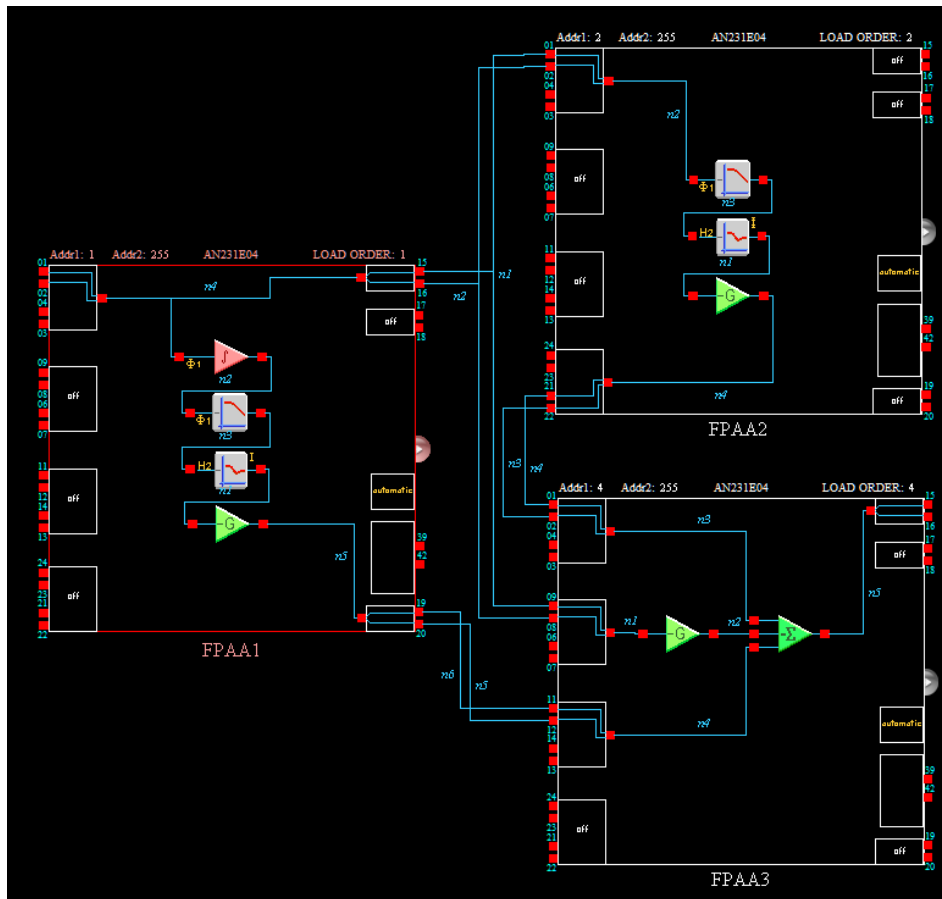 Addr1: 1 Addr2: 255 AN231E04 LOAD ORDER: 1
01
02
04
03
09
08
06
07
11
12
14
13
24
23
21
22
15
16
17
18
39
42
19
20
off
off
off
off
automatic
n4
Φ1
∫
n2
Φ1
n3
H2
I
-G
n5
FPAA1
n1
n2
n6
n5
Addr1: 2 Addr2: 255 AN231E04 LOAD ORDER: 2
01
02
04
03
09
08
06
07
11
12
14
13
24
23
21
22
15
16
17
18
39
42
19
20
off
off
off
off
off
automatic
n2
Φ1
n3
H2
I
n1
-G
n4
FPAA2
n3
n4
Addr1: 4 Addr2: 255 AN231E04 LOAD ORDER: 4
01
02
04
03
09
08
06
07
11
12
14
13
24
23
21
22
15
16
17
18
39
42
19
20
off
off
off
automatic
n3
n1
-G
n2
-Σ
n5
n4
FPAA3